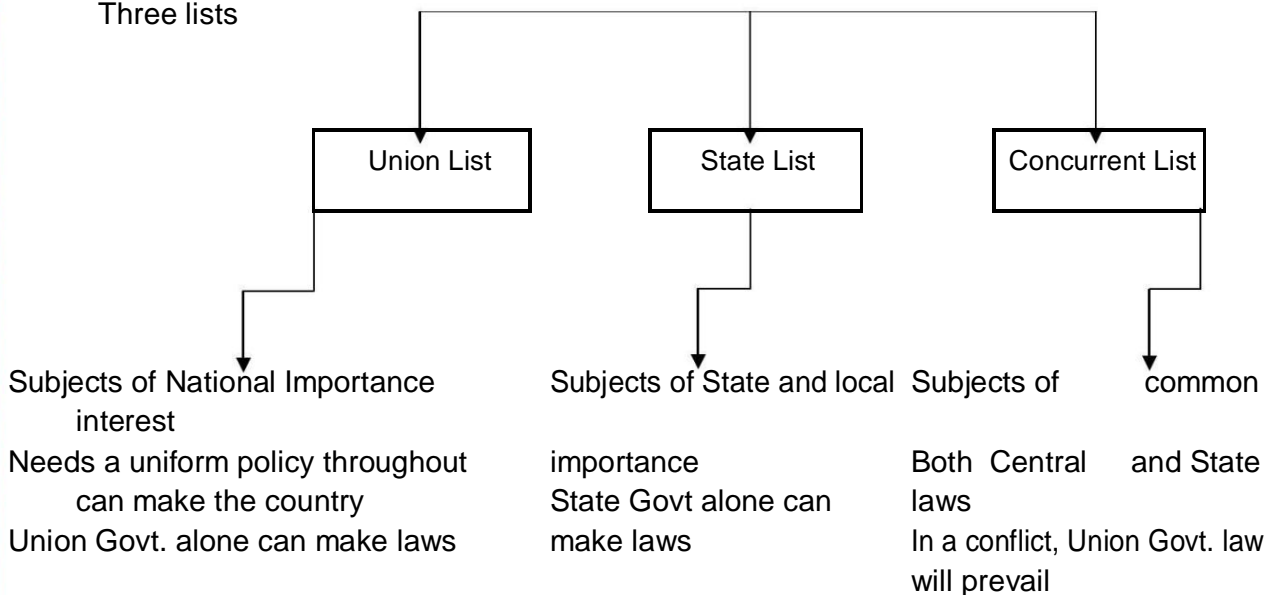 Three lists
Union List
State List
Concurrent List
Subjects of National Importance
interest
Needs a uniform policy throughout
can make the country
Union Govt. alone can make laws
Subjects of State and local
importance
State Govt alone can
make laws
Subjects of common
Both Central and State
laws
In a conflict, Union Govt. law
will prevail